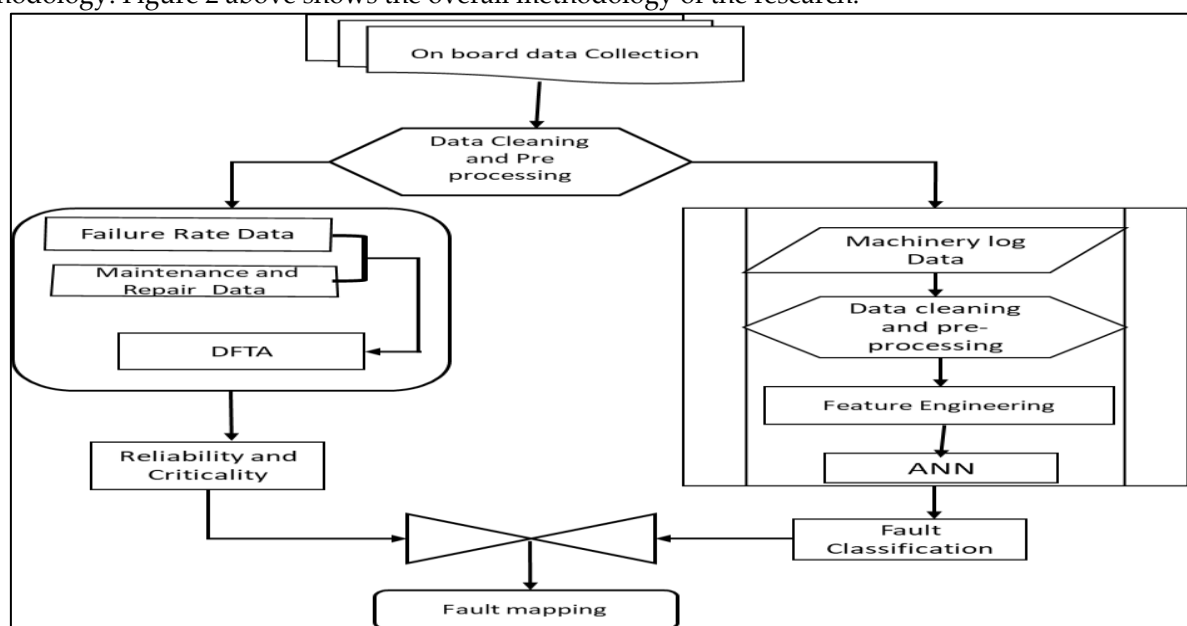 nodology. Figure 2 above shows the overall methodology of the research.
On board data Collection
Data Cleaning
and Pre
processing
Failure Rate Data
Maintenance and
Repair Data
DFTA
Reliability and
Criticality
Machinery log
Data
Data cleaning
and pre-
processing
Feature Engineering
ANN
Fault
Classification
Fault mapping